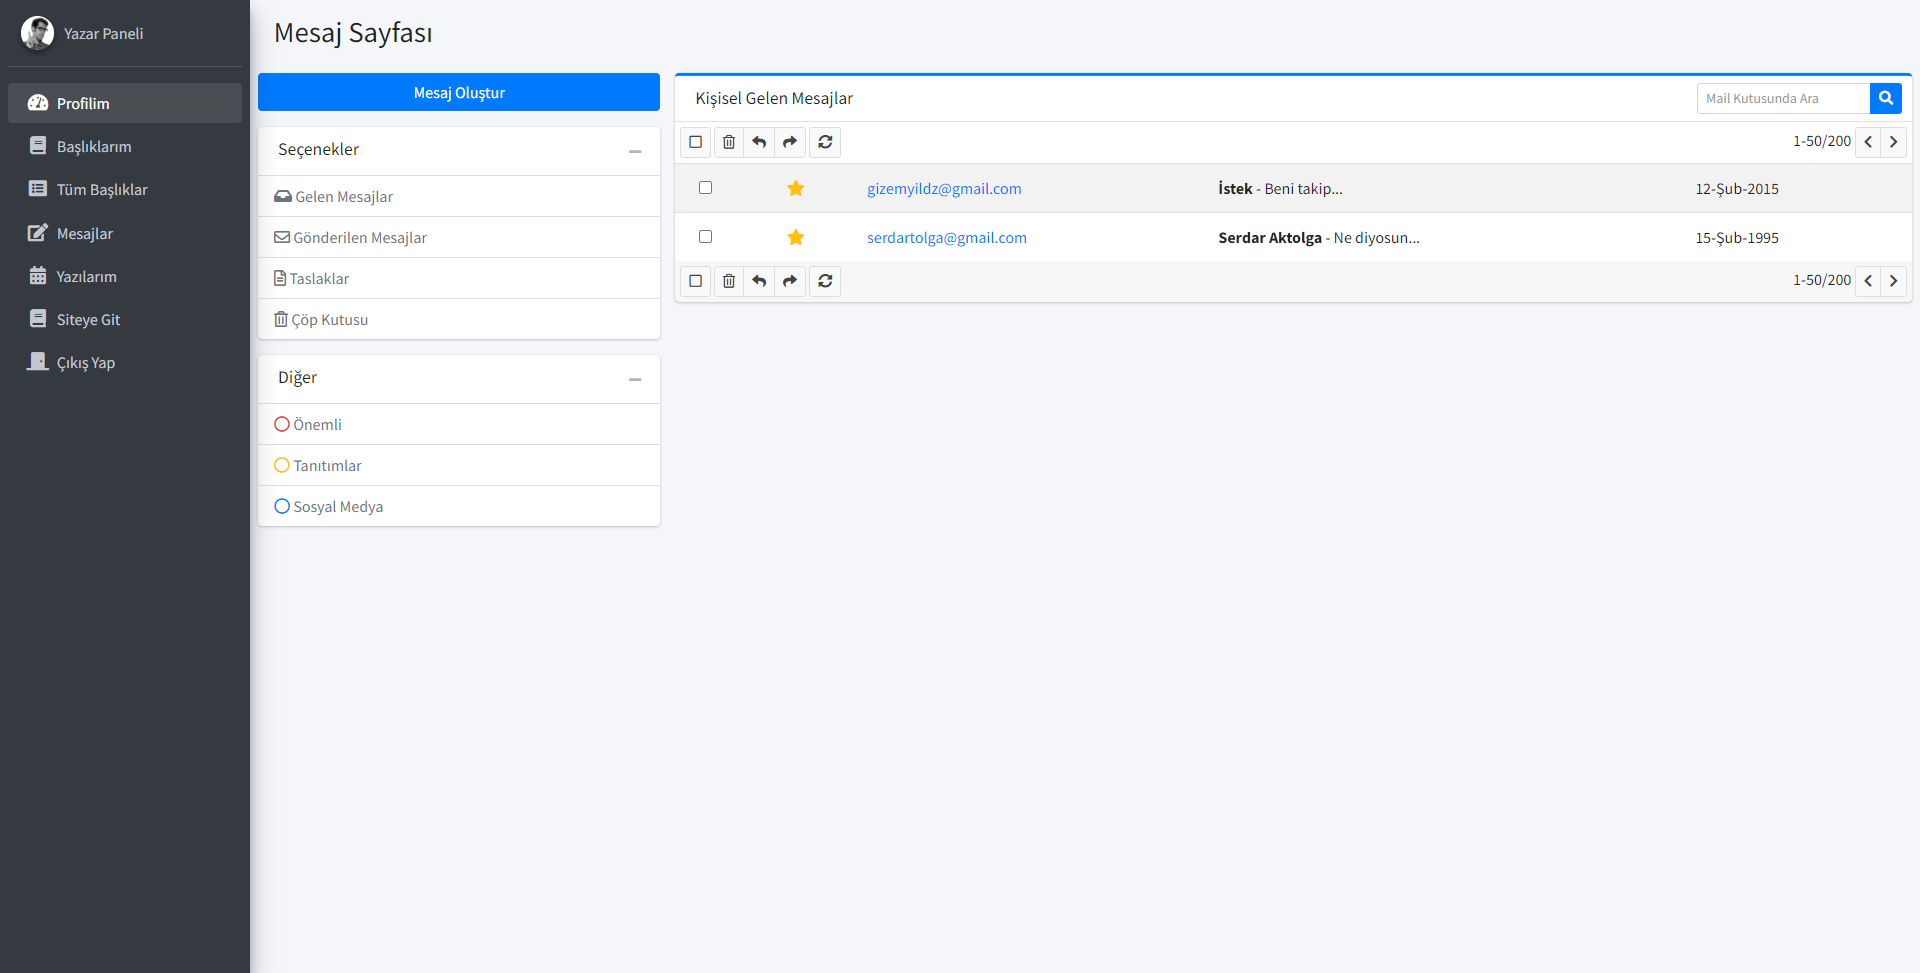 Yazar Paneli
Profilim
Başlıklarım
Tüm Başlıklar
Mesajlar
Yazılarım
Siteye Git
Çıkış Yap
Mesaj Sayfası
Mesaj Oluştur
Seçenekler
Gelen Mesajlar
Gönderilen Mesajlar
Taslaklar
Çöp Kutusu
Diğer
Önemli
Tanıtımlar
Sosyal Medya
Kişisel Gelen Mesajlar
Mail Kutusunda Ara
1-50/200
gizemyildz@gmail.com İstek - Beni takip... 12-Şub-2015
serdartolga@gmail.com Serdar Aktolga - Ne diyosun... 15-Şub-1995
1-50/200